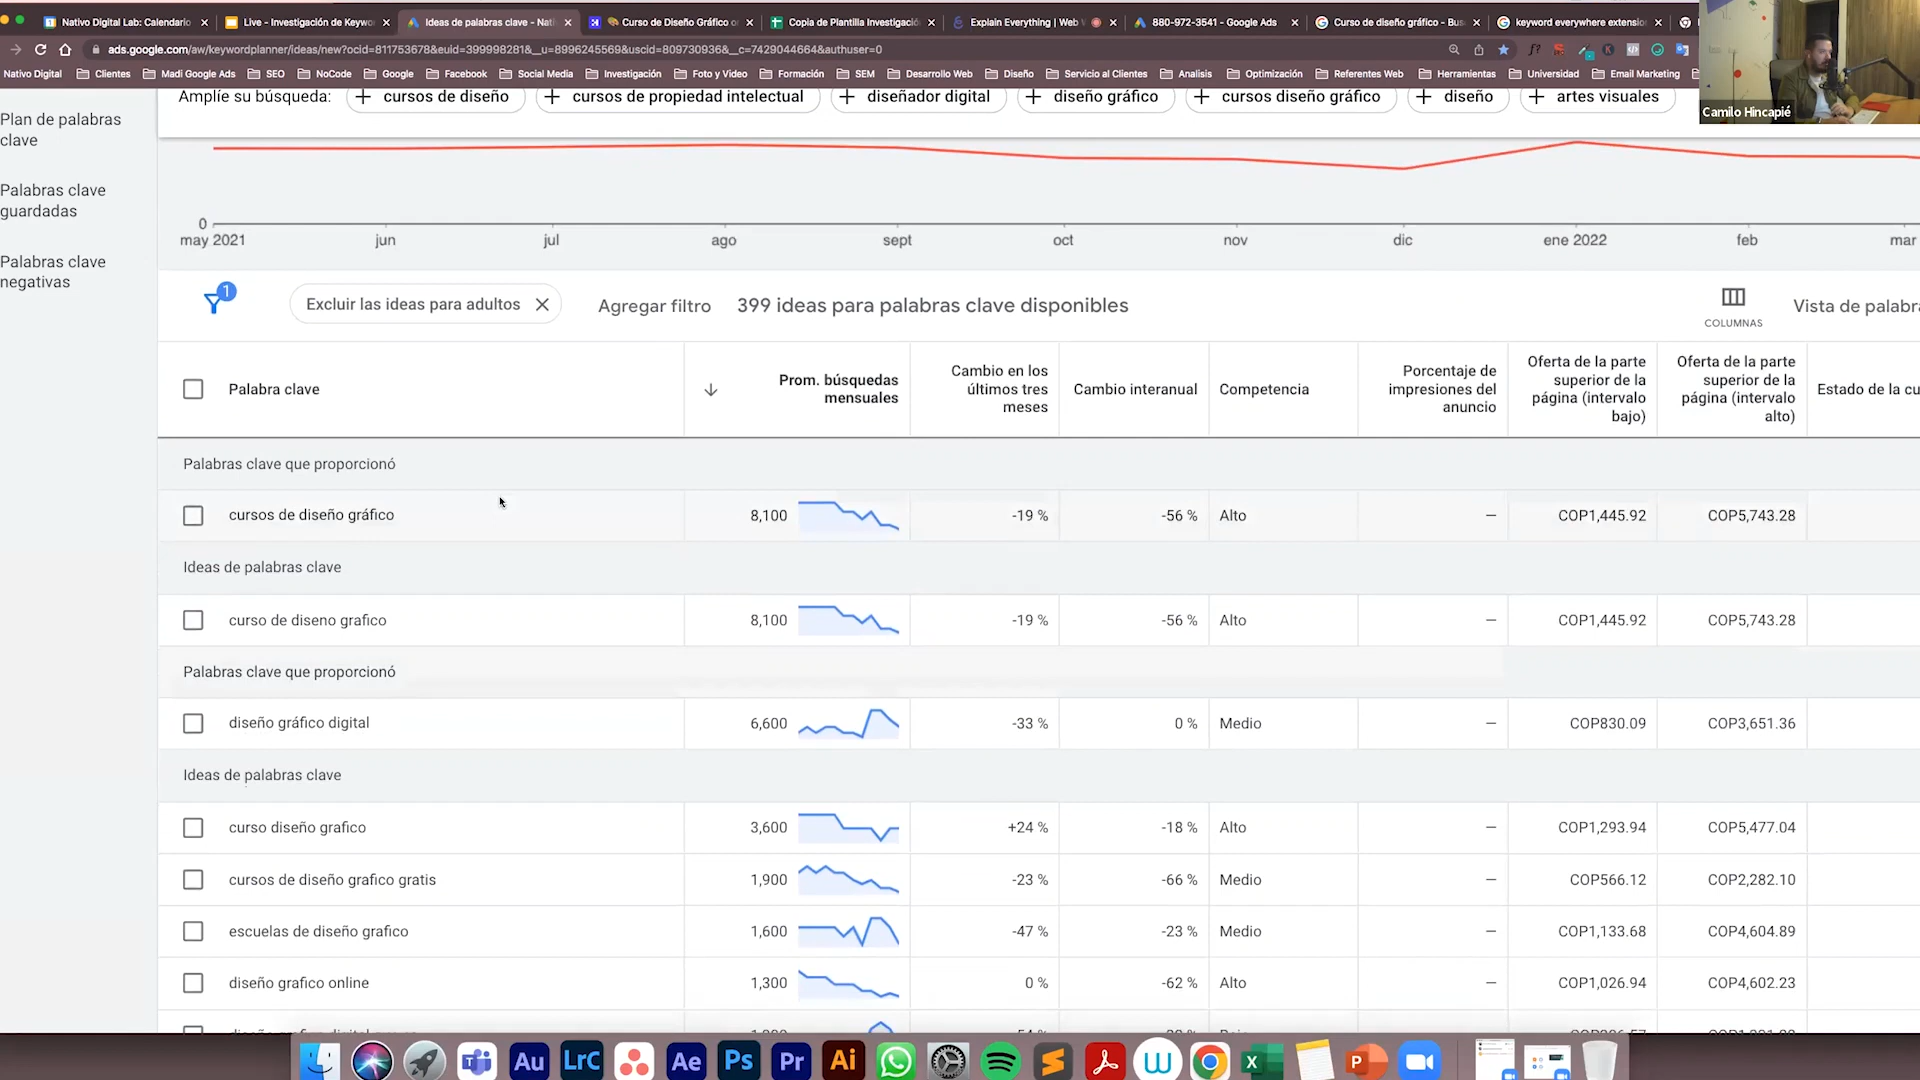 Nativo Digital Lab: Calendario
Live - Investigación de Keyw
Ideas de palabras clave - Nati
Curso de Diseño Gráfico o
Copia de Plantilla Investigació
Explain Everything | Web
880-972-3541 - Google Ads
Curso de diseño gráfico - Bus
keyword everywhere extensio
ads.google.com/aw/keywordplanner/ideas/new?ocid=811753678&euid=399998281&__u=8996245569&uscid=809730936&__c=7429044664&authuser=0
Nativo Digital
Clientes
Madi Google Ads
SEO
NoCode
Google
Facebook
Social Media
Investigación
Foto y Video
Formación
SEM
Desarrollo Web
Diseño
Servicio al Clientes
Analisis
Optimización
Referentes Web
Herramientas
Universidad
Email Marketing
Camilo Hincapié
Amplíe su búsqueda:
cursos de diseño
cursos de propiedad intelectual
diseñador digital
diseño gráfico
cursos diseño gráfico
diseño
artes visuales
Plan de palabras
clave
Palabras clave
guardadas
Palabras clave
negativas
0
may 2021
jun
jul
ago
sept
oct
nov
dic
ene 2022
feb
mar
1
Excluir las ideas para adultos
Agregar filtro
399 ideas para palabras clave disponibles
COLUMNAS
Vista de palabra
Palabra clave
Prom. búsquedas
mensuales
Cambio en los
últimos tres
meses
Cambio interanual
Competencia
Porcentaje de
impresiones del
anuncio
Oferta de la parte
superior de la
página (intervalo
bajo)
Oferta de la parte
superior de la
página (intervalo
alto)
Estado de la cu
Palabras clave que proporcionó
cursos de diseño gráfico 8,100 -19 % -56 % Alto — COP1,445.92 COP5,743.28
Ideas de palabras clave
curso de diseno grafico 8,100 -19 % -56 % Alto — COP1,445.92 COP5,743.28
Palabras clave que proporcionó
diseño gráfico digital 6,600 -33 % 0 % Medio — COP830.09 COP3,651.36
Ideas de palabras clave
curso diseño grafico 3,600 +24 % -18 % Alto — COP1,293.94 COP5,477.04
cursos de diseño grafico gratis 1,900 -23 % -66 % Medio — COP566.12 COP2,282.10
escuelas de diseño grafico 1,600 -47 % -23 % Medio — COP1,133.68 COP4,604.89
diseño grafico online 1,300 0 % -62 % Alto — COP1,026.94 COP4,602.23
Au
LrC
Ae
Ps
Pr
Ai
W
X
P